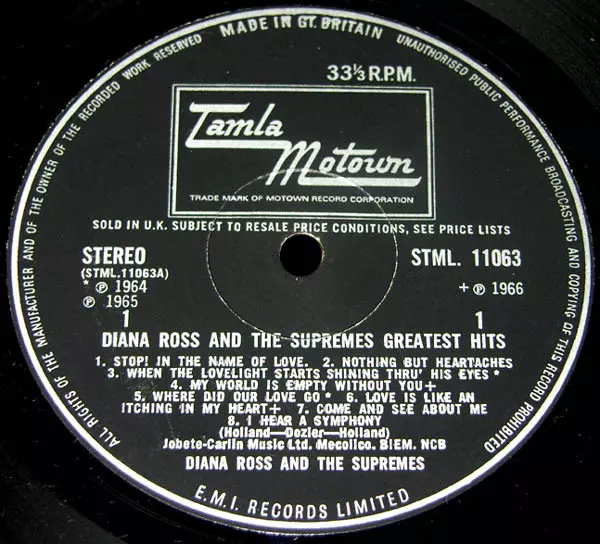 MADE IN GT. BRITAIN
UNAUTHORISED PUBLIC PERFORMANCE BROADCASTING AND COPYING OF THIS RECORD PROHIBITED
ALL RIGHTS OF THE MANUFACTURER AND OF THE OWNER OF THE RECORDED WORK RESERVED
33⅓ R.P.M.
Tamla
Motown
TRADE MARK OF MOTOWN RECORD CORPORATION
SOLD IN U.K. SUBJECT TO RESALE PRICE CONDITIONS, SEE PRICE LISTS
STEREO STML. 11063
(STML.11063A)
* ℗ 1964 + ℗ 1966
℗ 1965
1 1
DIANA ROSS AND THE SUPREMES GREATEST HITS
1. STOP! IN THE NAME OF LOVE. 2. NOTHING BUT HEARTACHES
3. WHEN THE LOVELIGHT STARTS SHINING THRU' HIS EYES*
4. MY WORLD IS EMPTY WITHOUT YOU+
5. WHERE DID OUR LOVE GO* 6. LOVE IS LIKE AN
ITCHING IN MY HEART+ 7. COME AND SEE ABOUT ME
8. I HEAR A SYMPHONY
(Holland—Dozier—Holland)
Jobete-Carlin Music Ltd. Mecolico. BIEM. NCB
DIANA ROSS AND THE SUPREMES
E.M.I. RECORDS LIMITED